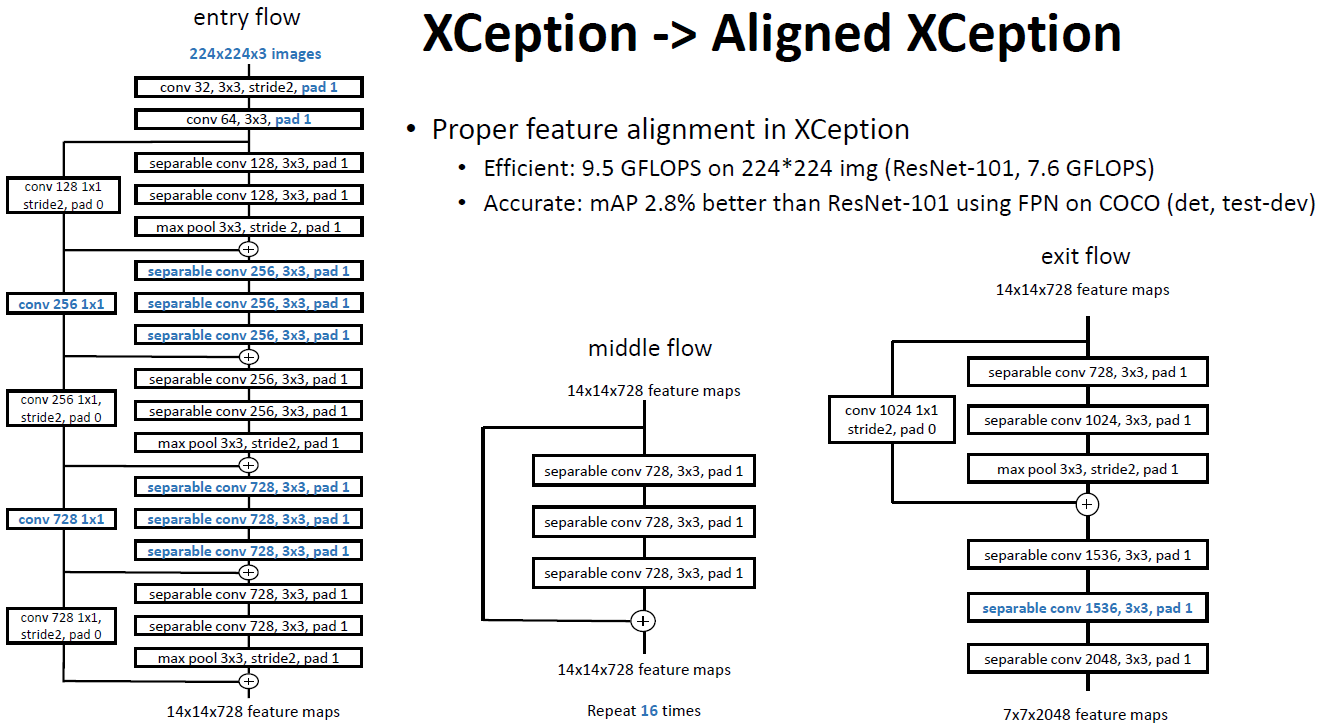 XCeption -> Aligned XCeption
• Proper feature alignment in XCeption
• Efficient: 9.5 GFLOPS on 224*224 img (ResNet-101, 7.6 GFLOPS)
• Accurate: mAP 2.8% better than ResNet-101 using FPN on COCO (det, test-dev)
entry flow
224x224x3 images
conv 32, 3x3, stride2, pad 1
conv 64, 3x3, pad 1
conv 128 1x1
stride2, pad 0
separable conv 128, 3x3, pad 1
separable conv 128, 3x3, pad 1
max pool 3x3, stride 2, pad 1
+
conv 256 1x1
separable conv 256, 3x3, pad 1
separable conv 256, 3x3, pad 1
separable conv 256, 3x3, pad 1
+
conv 256 1x1,
stride2, pad 0
separable conv 256, 3x3, pad 1
separable conv 256, 3x3, pad 1
max pool 3x3, stride2, pad 1
+
conv 728 1x1
separable conv 728, 3x3, pad 1
separable conv 728, 3x3, pad 1
separable conv 728, 3x3, pad 1
+
conv 728 1x1,
stride2, pad 0
separable conv 728, 3x3, pad 1
separable conv 728, 3x3, pad 1
max pool 3x3, stride2, pad 1
+
14x14x728 feature maps
middle flow
14x14x728 feature maps
separable conv 728, 3x3, pad 1
separable conv 728, 3x3, pad 1
separable conv 728, 3x3, pad 1
+
14x14x728 feature maps
Repeat 16 times
exit flow
14x14x728 feature maps
conv 1024 1x1
stride2, pad 0
separable conv 728, 3x3, pad 1
separable conv 1024, 3x3, pad 1
max pool 3x3, stride2, pad 1
+
separable conv 1536, 3x3, pad 1
separable conv 1536, 3x3, pad 1
separable conv 2048, 3x3, pad 1
7x7x2048 feature maps